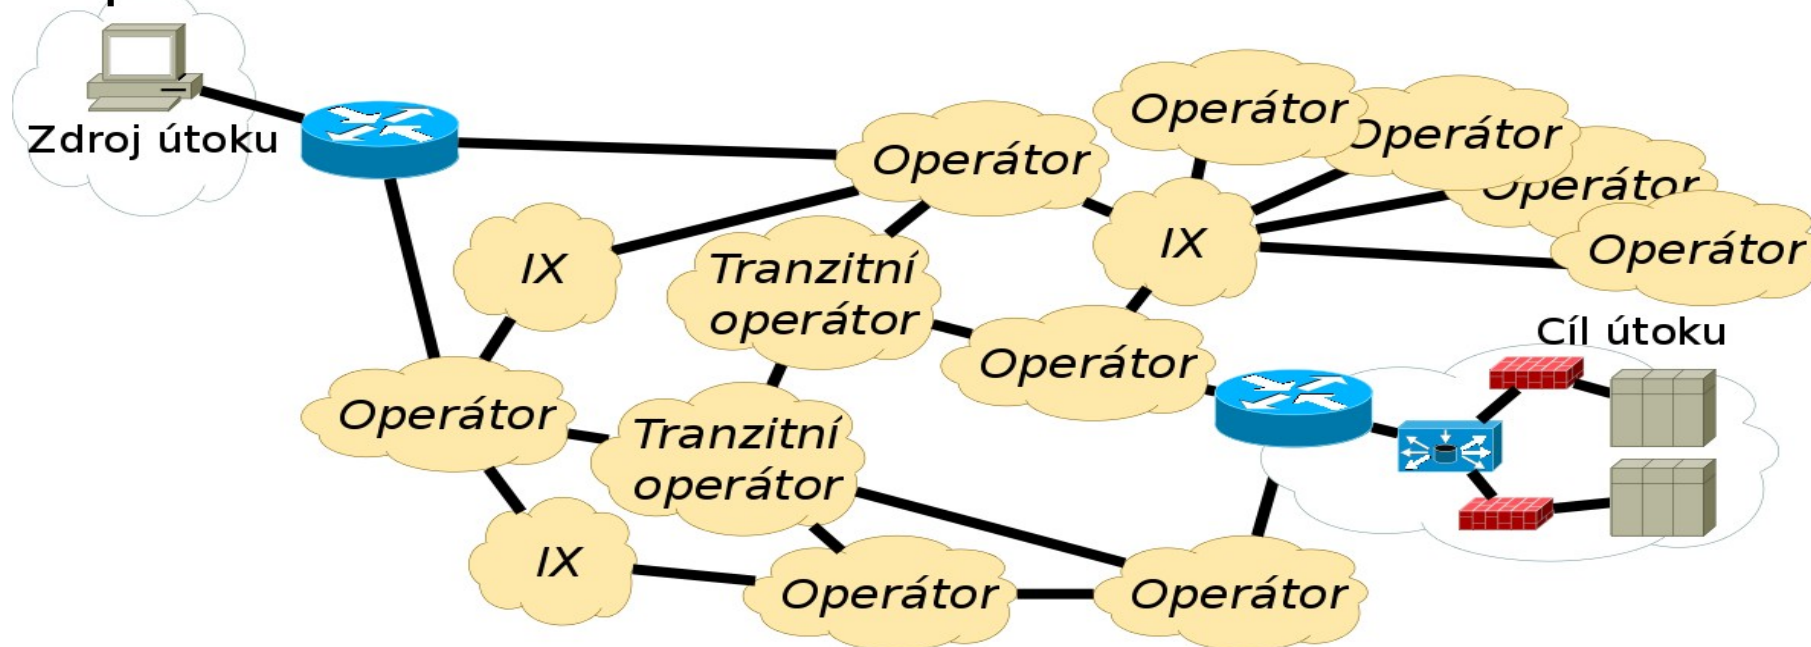 Zdroj útoku
Operátor
Operátor
Operátor
Operátor
Operátor
IX
IX
Tranzitní
operátor
Cíl útoku
Operátor
Operátor
Tranzitní
operátor
IX
Operátor
Operátor